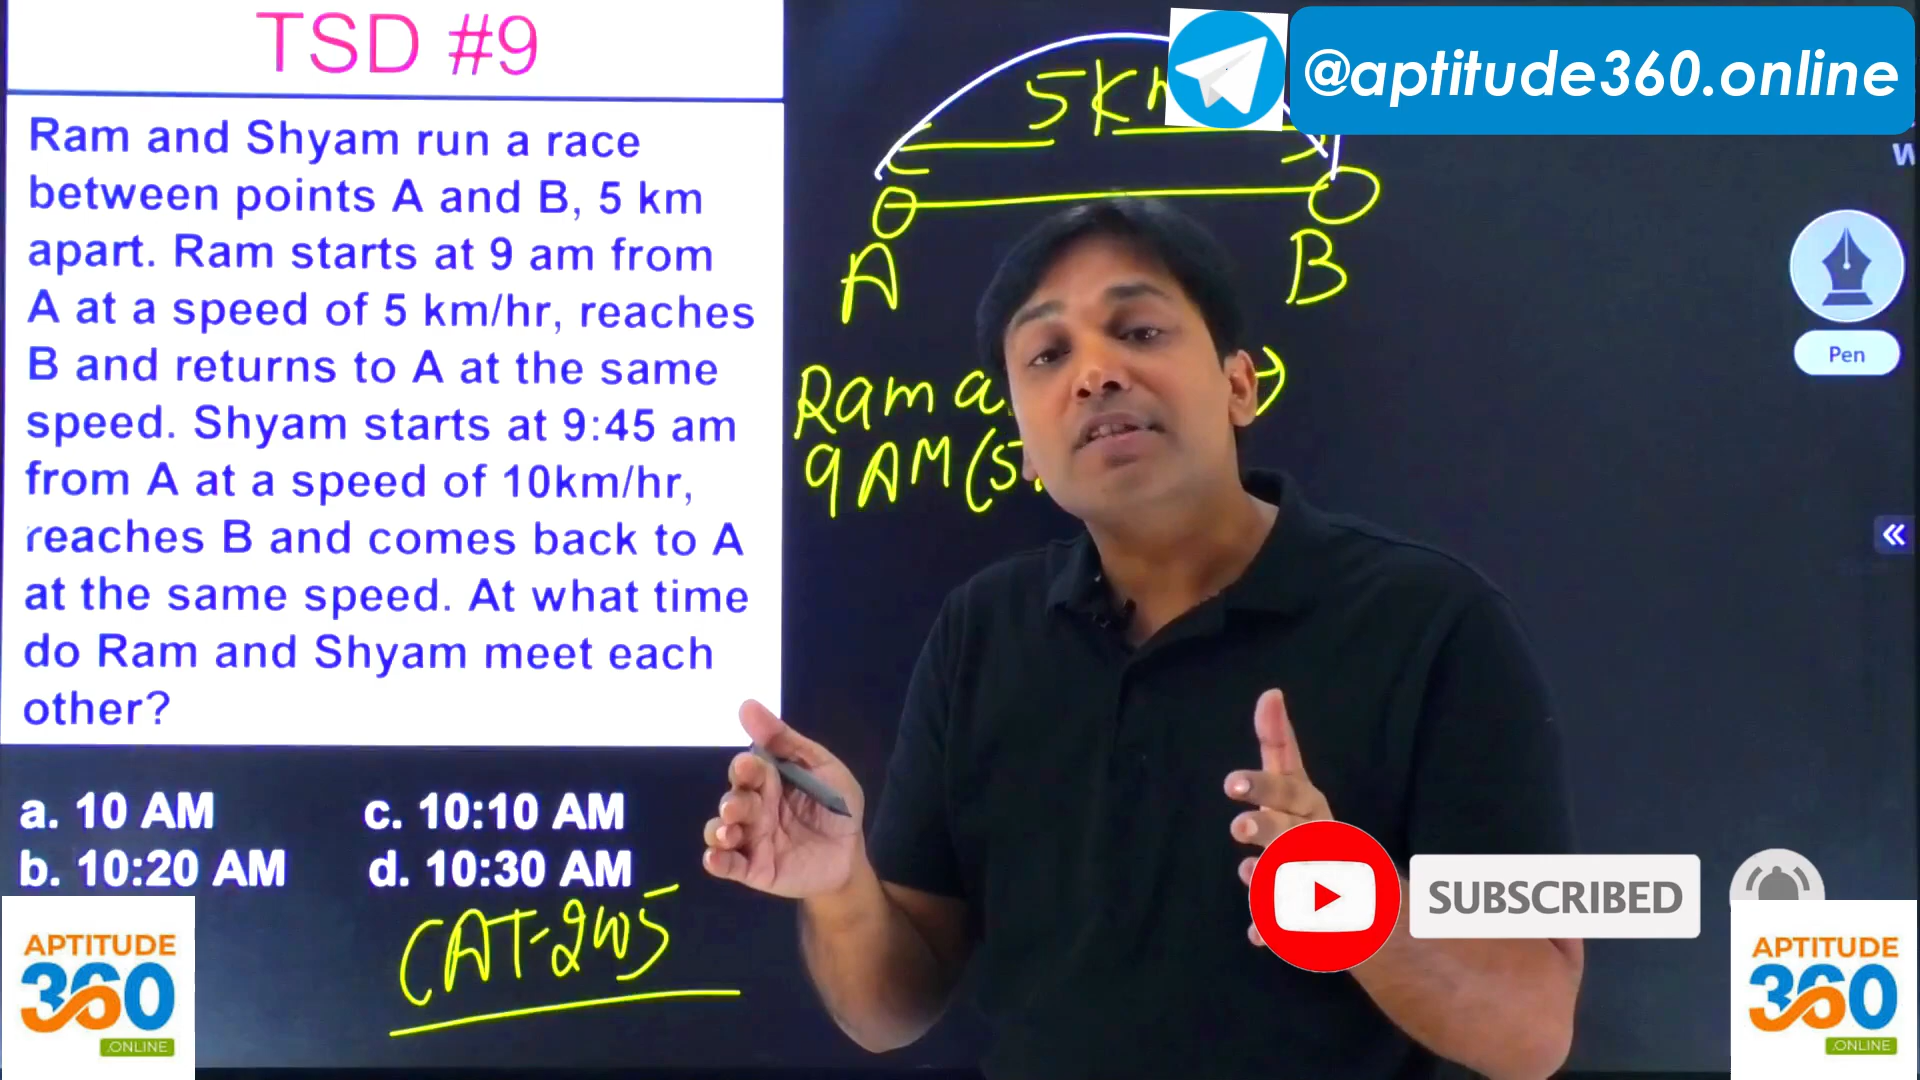 TSD #9
Ram and Shyam run a race
between points A and B, 5 km
apart. Ram starts at 9 am from
A at a speed of 5 km/hr, reaches
B and returns to A at the same
speed. Shyam starts at 9:45 am
from A at a speed of 10km/hr,
reaches B and comes back to A
at the same speed. At what time
do Ram and Shyam meet each
other?
a. 10 AM
c. 10:10 AM
b. 10:20 AM
d. 10:30 AM
CAT-2005
5K
A
B
Ram
9AM (5
@aptitude360.online
Pen
SUBSCRIBED
APTITUDE
360
.ONLINE
APTITUDE
360
.ONLINE